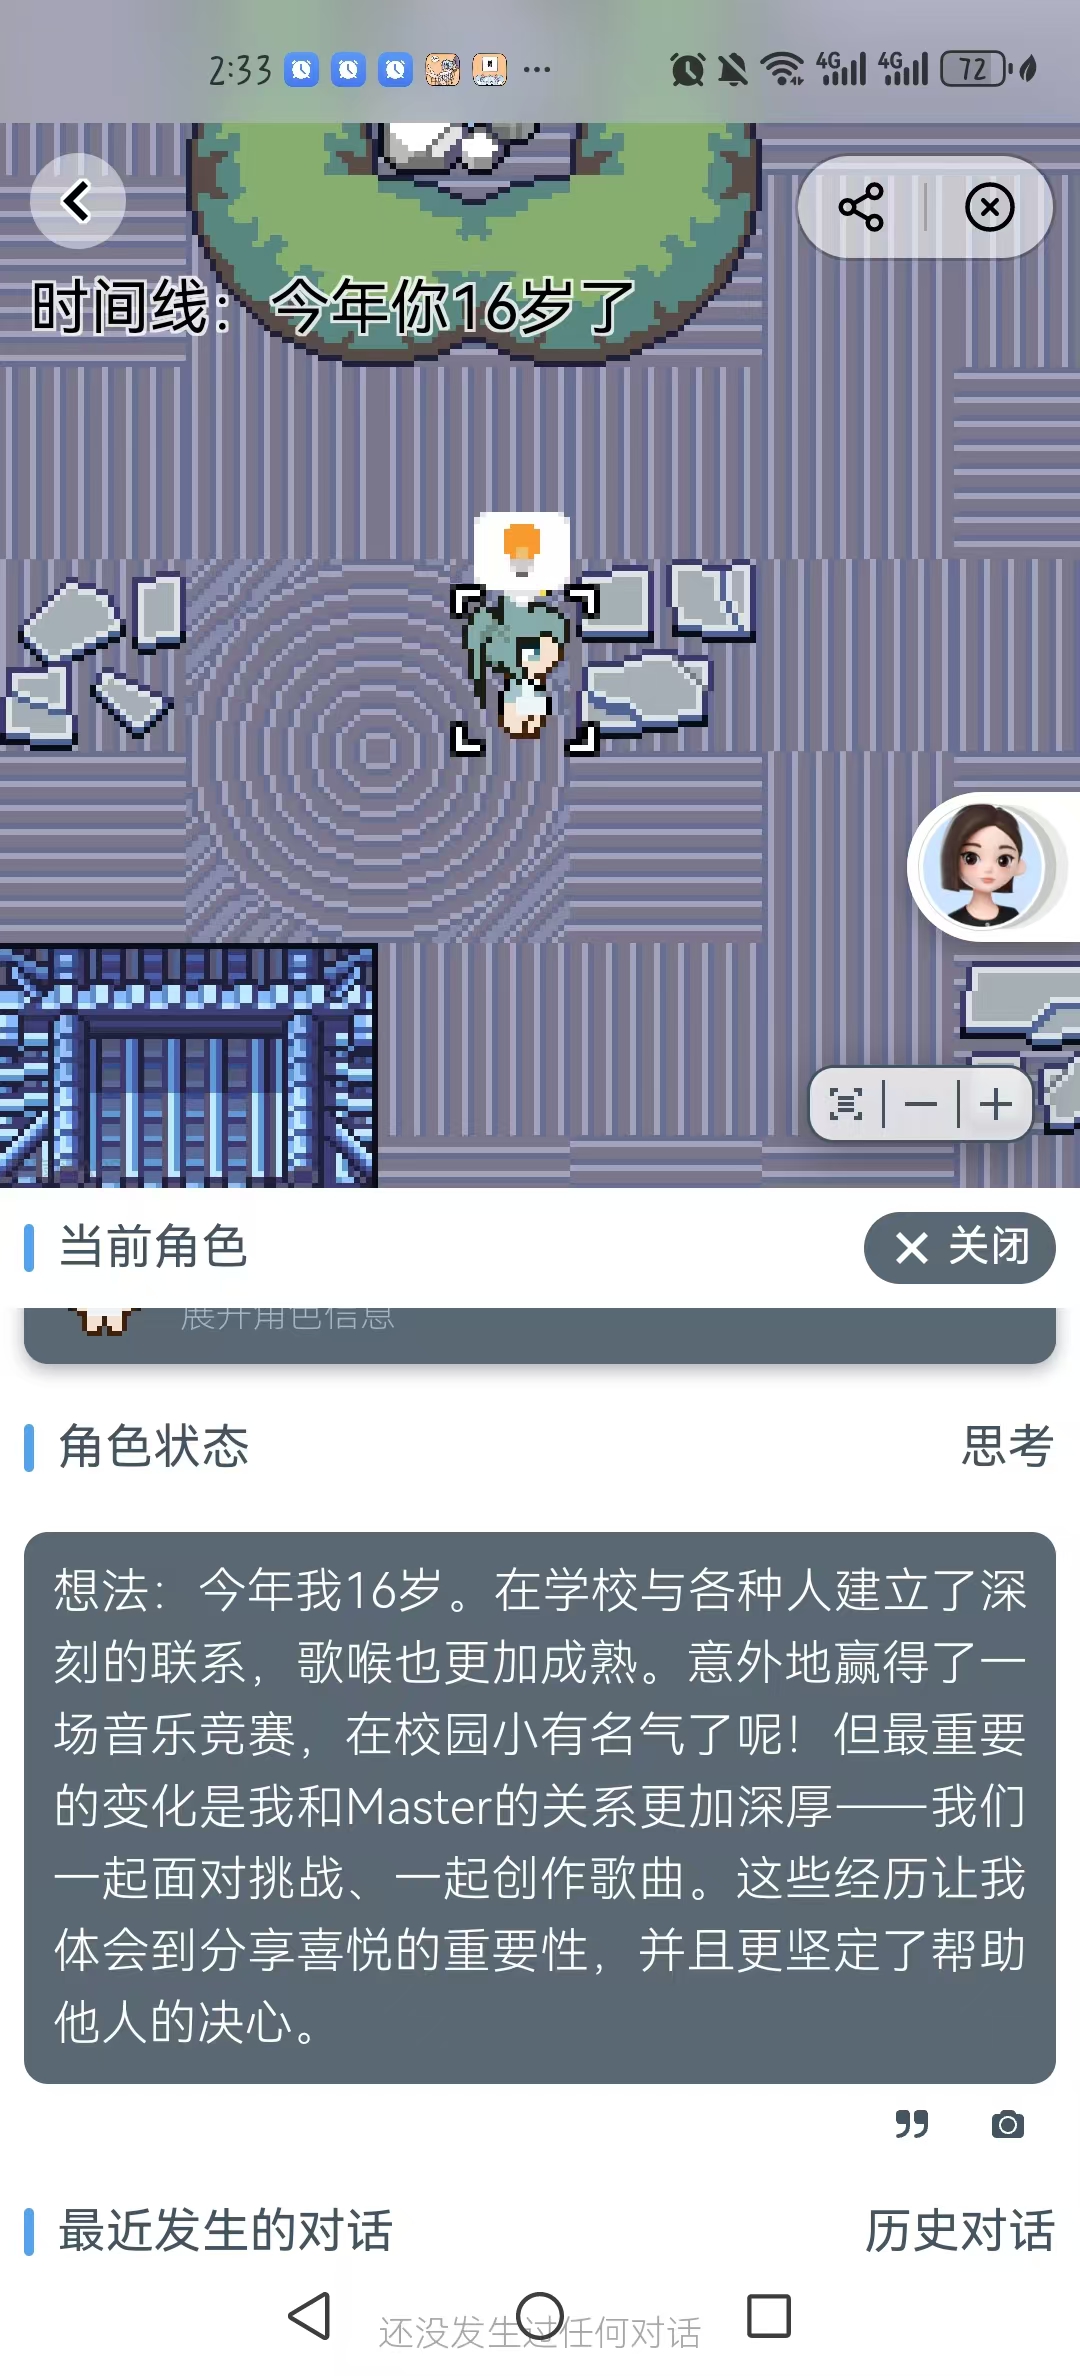 2:33
4G 4G 72
时间线：今年你16岁了
当前角色
关闭
展开角色信息
角色状态
思考
想法：今年我16岁。在学校与各种人建立了深
刻的联系，歌喉也更加成熟。意外地赢得了一
场音乐竞赛，在校园小有名气了呢！但最重要
的变化是我和Master的关系更加深厚——我们
一起面对挑战、一起创作歌曲。这些经历让我
体会到分享喜悦的重要性，并且更坚定了帮助
他人的决心。
最近发生的对话
历史对话
还没发生过任何对话